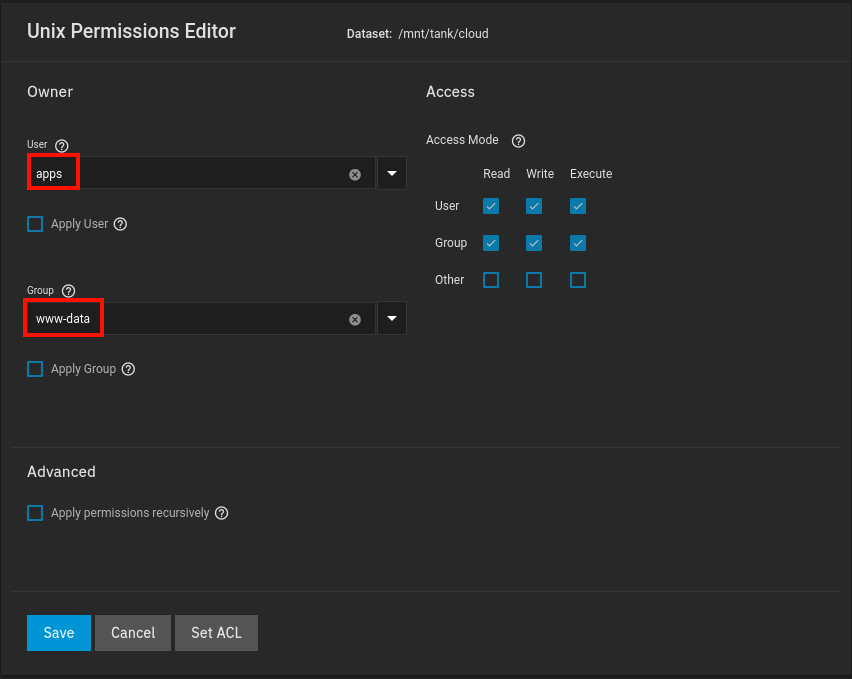 Unix Permissions Editor
Dataset: /mnt/tank/cloud
Owner
Access
User
Access Mode
apps
Read Write Execute
User
Apply User
Group
Group
Other
www-data
Apply Group
Advanced
Apply permissions recursively
Save Cancel Set ACL